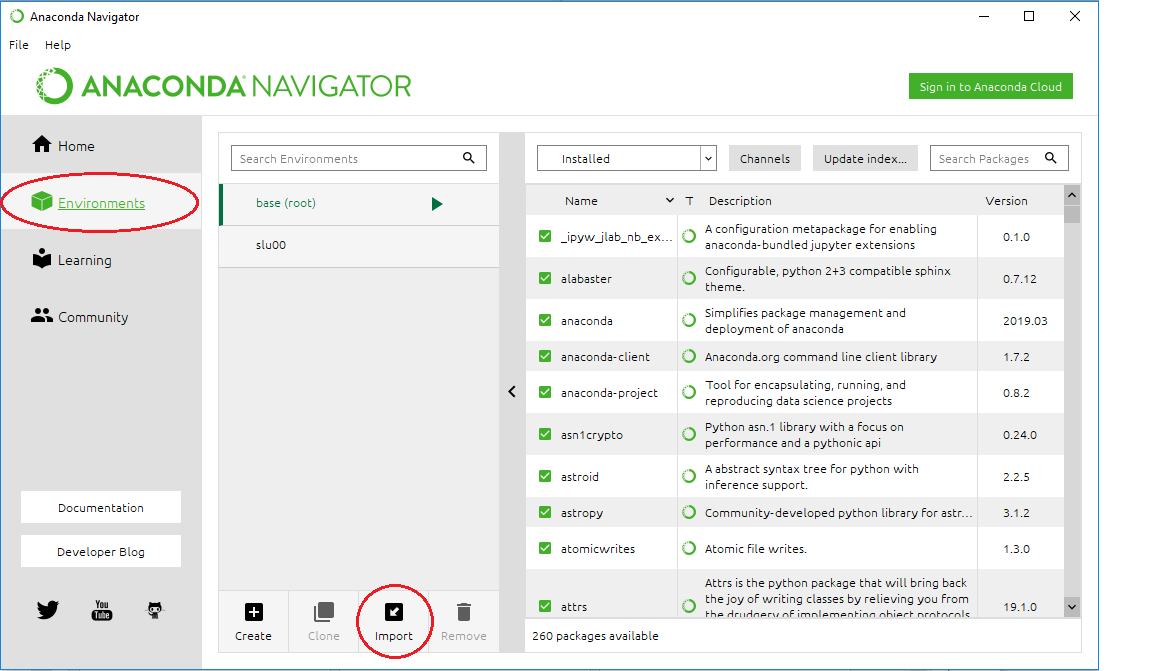 Anaconda Navigator
File Help
ANACONDA NAVIGATOR
Sign in to Anaconda Cloud
Home
Environments
Learning
Community
Documentation
Developer Blog
You
Tube
Search Environments
base (root)
slu00
Create
Clone
Import
Remove
Installed
Channels
Update index...
Search Packages
Name T Description Version
_ipyw_jlab_nb_ex... A configuration metapackage for enabling
anaconda-bundled jupyter extensions 0.1.0
alabaster Configurable, python 2+3 compatible sphinx
theme. 0.7.12
anaconda Simplifies package management and
deployment of anaconda 2019.03
anaconda-client Anaconda.org command line client library 1.7.2
anaconda-project Tool for encapsulating, running, and
reproducing data science projects 0.8.2
asn1crypto Python asn.1 library with a focus on
performance and a pythonic api 0.24.0
astroid A abstract syntax tree for python with
inference support. 2.2.5
astropy Community-developed python library for astr... 3.1.2
atomicwrites Atomic file writes. 1.3.0
attrs Attrs is the python package that will bring back
the joy of writing classes by relieving you from
the drudgery of implementing object protocols 19.1.0
260 packages available